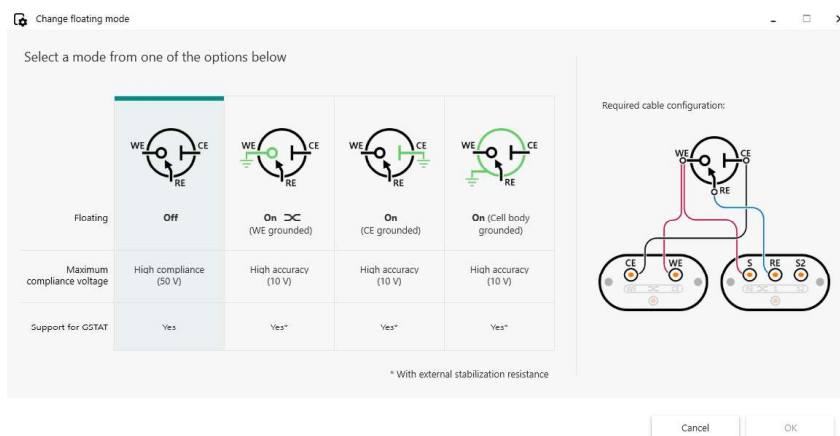 Change floating mode
Select a mode from one of the options below
Required cable configuration:
WE CE
RE
WE CE
RE
WE CE
RE
WE CE
RE
WE CE
RE
Floating
Off
On
(WE grounded)
On
(CE grounded)
On (Cell body
grounded)
Maximum
compliance voltage
High compliance
(50 V)
High accuracy
(10 V)
High accuracy
(10 V)
High accuracy
(10 V)
Support for GSTAT
Yes
Yes*
Yes*
Yes*
* With external stabilization resistance
CE WE
S RE S2
WE CE
S S2
Cancel
OK